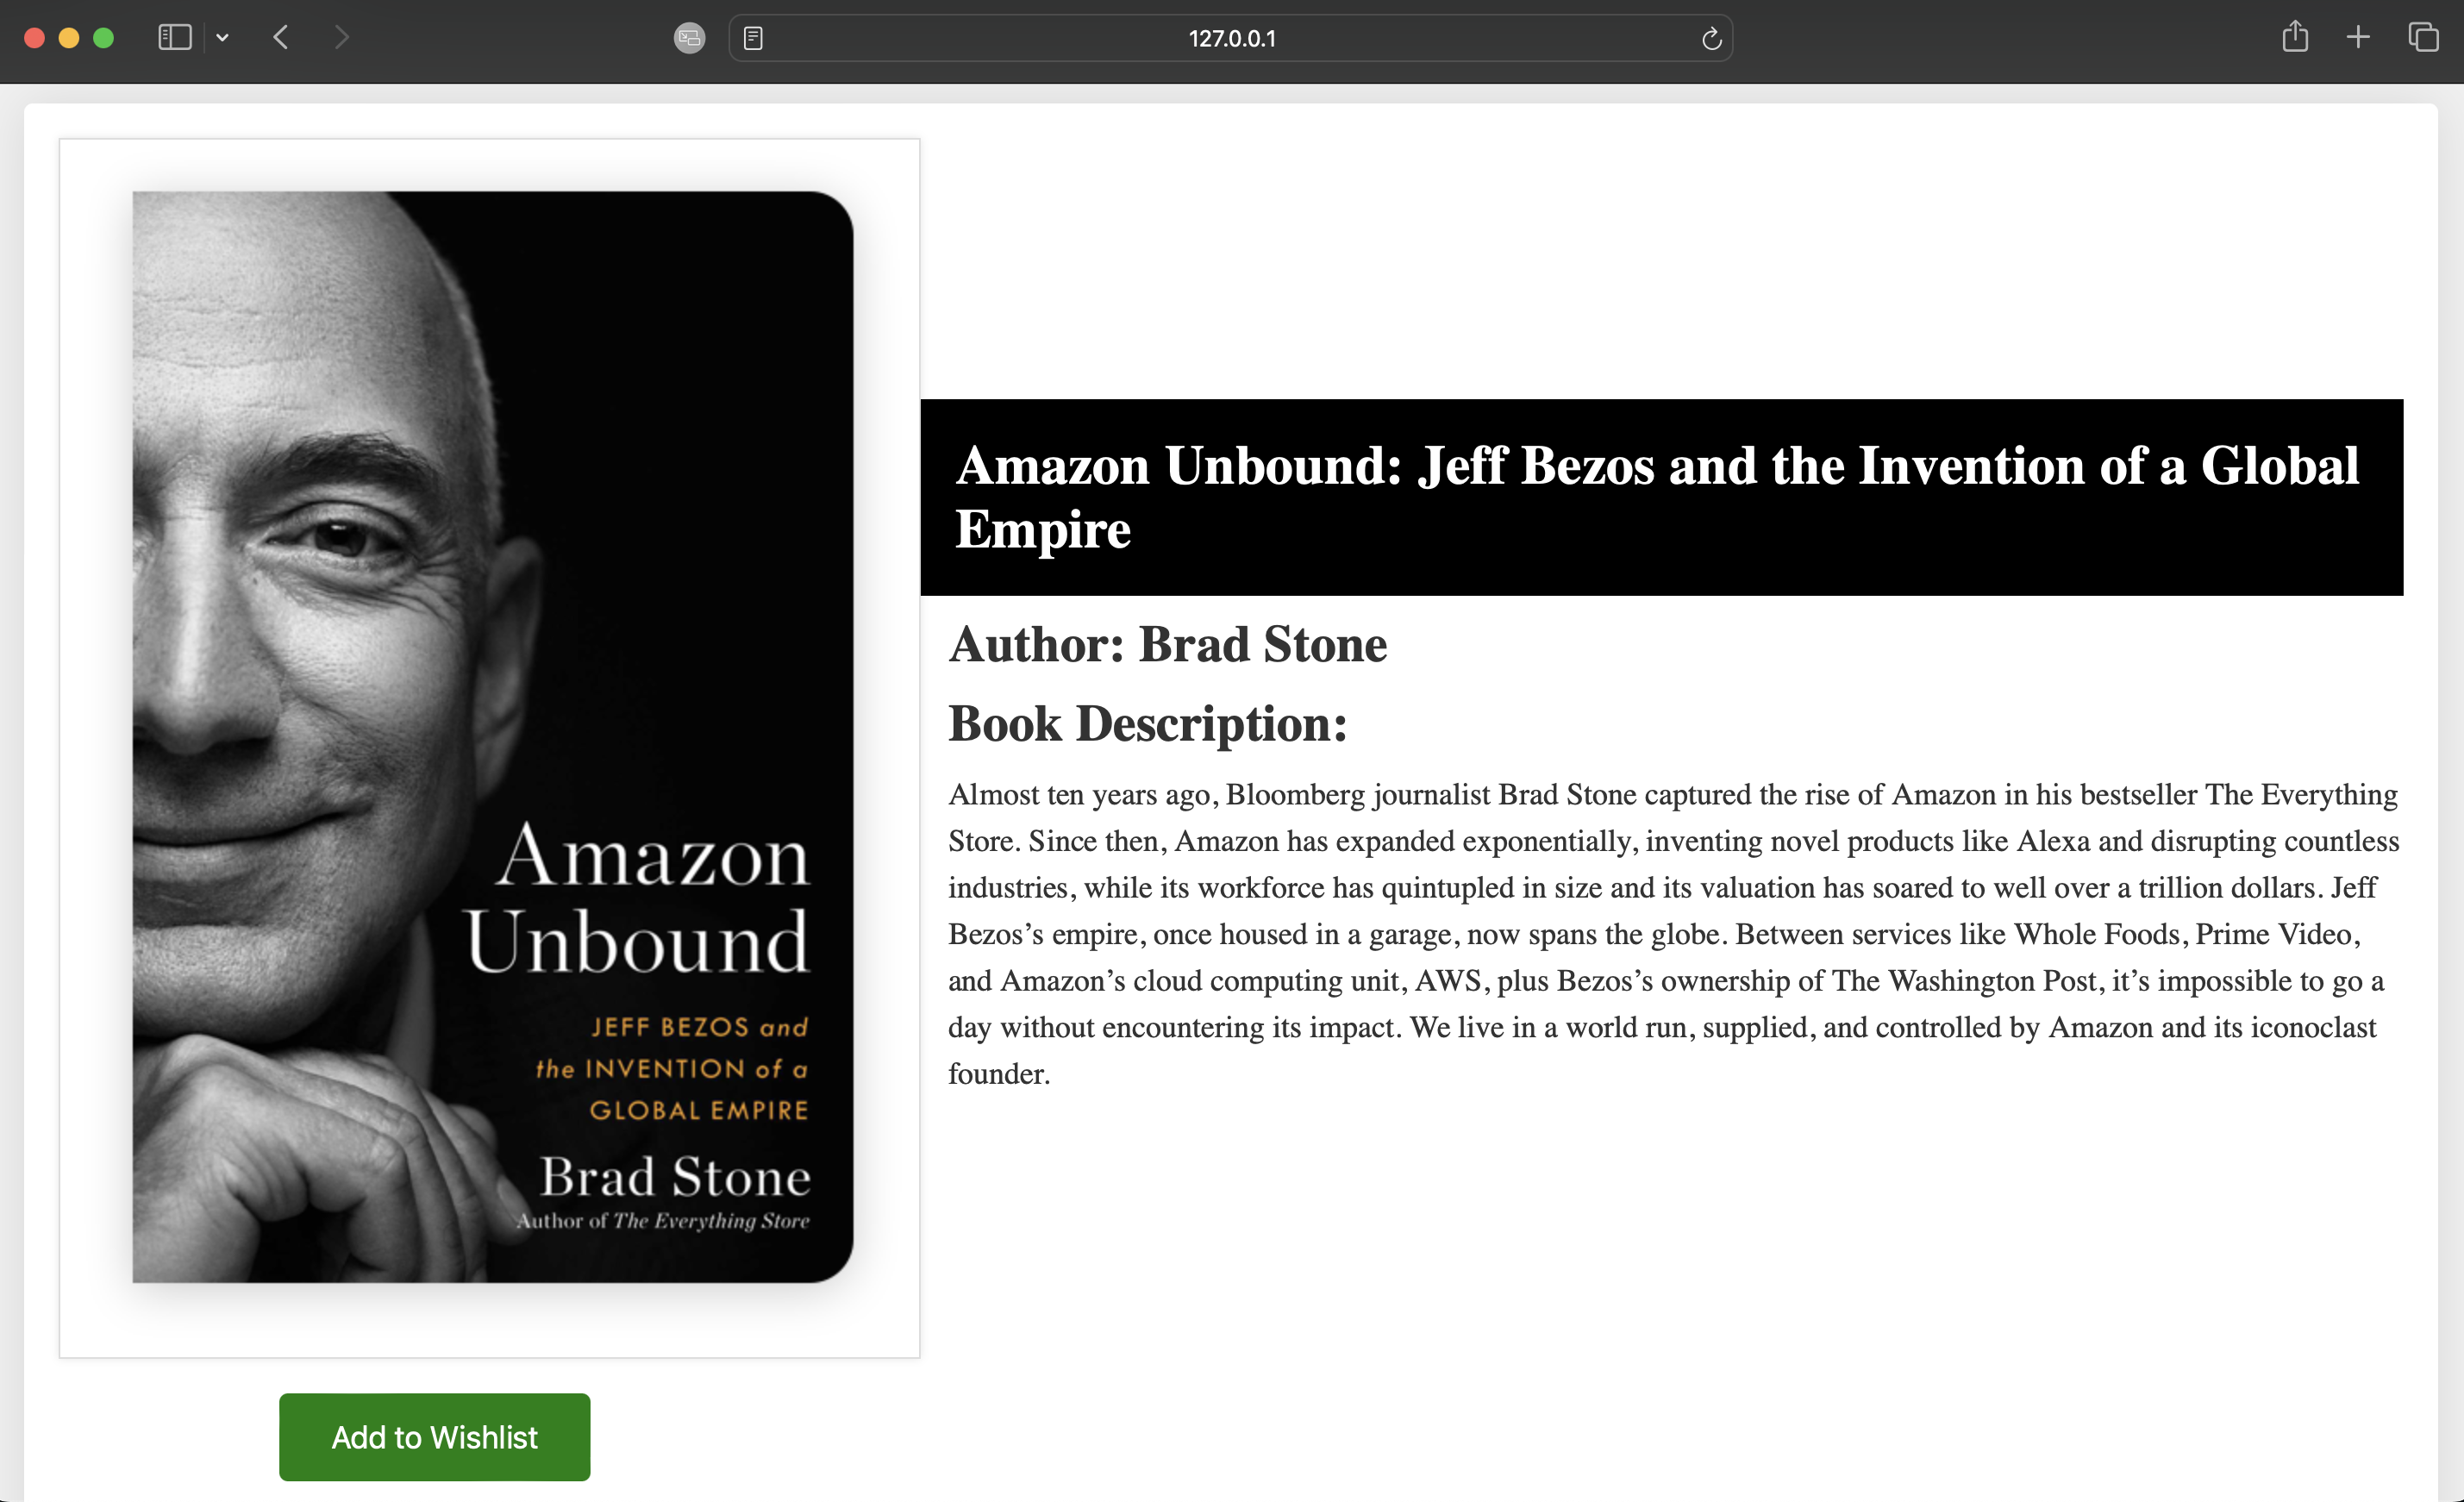 127.0.0.1
Amazon
Unbound
JEFF BEZOS and
the INVENTION of a
GLOBAL EMPIRE
Brad Stone
Author of The Everything Store
Add to Wishlist
Amazon Unbound: Jeff Bezos and the Invention of a Global
Empire
Author: Brad Stone
Book Description:
Almost ten years ago, Bloomberg journalist Brad Stone captured the rise of Amazon in his bestseller The Everything
Store. Since then, Amazon has expanded exponentially, inventing novel products like Alexa and disrupting countless
industries, while its workforce has quintupled in size and its valuation has soared to well over a trillion dollars. Jeff
Bezos’s empire, once housed in a garage, now spans the globe. Between services like Whole Foods, Prime Video,
and Amazon’s cloud computing unit, AWS, plus Bezos’s ownership of The Washington Post, it’s impossible to go a
day without encountering its impact. We live in a world run, supplied, and controlled by Amazon and its iconoclast
founder.